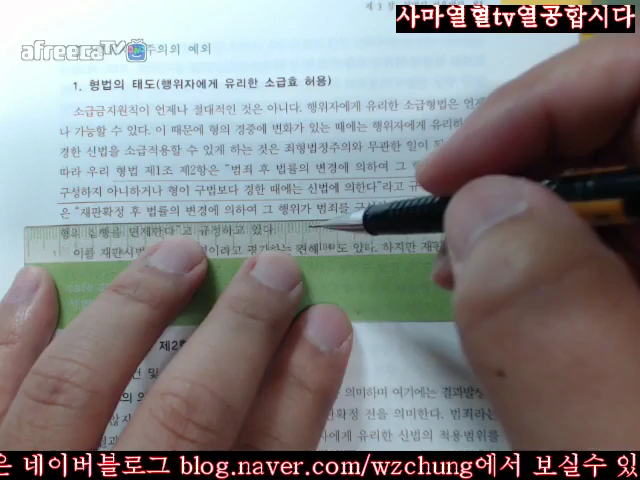 사마열혈tv열공합시다
afreecaTV 주의의 예외
1. 형법의 태도(행위자에게 유리한 소급효 허용)
소급금지원칙이 언제나 절대적인 것은 아니다. 행위자에게 유리한 소급형법은 언제
나 가능할 수 있다. 이 때문에 형의 경중에 변화가 있는 때에는 행위자에게 유리하
경한 신법을 소급적용할 수 있게 하는 것은 죄형법정주의와 무관한 일이
따라 우리 형법 제1조 제2항은 "범죄 후 법률의 변경에 의하여 그
구성하지 아니하거나 형이 구법보다 경한 때에는 신법에 의한다"라고
은 "재판확정 후 법률의 변경에 의하여 그 행위가 범죄를
형의 집행을 면제한다"고 규정하고 있다.
이를 재판시법 이라고 평가하는 견해 도 있다. 하지만
제2
건 및
의미하며 여기에는 결과발생
확정 전을 의미한다. 범죄라는
에게 유리한 신법의 적용범위를
은 네이버블로그 blog.naver.com/wzchung에서 보실수 있